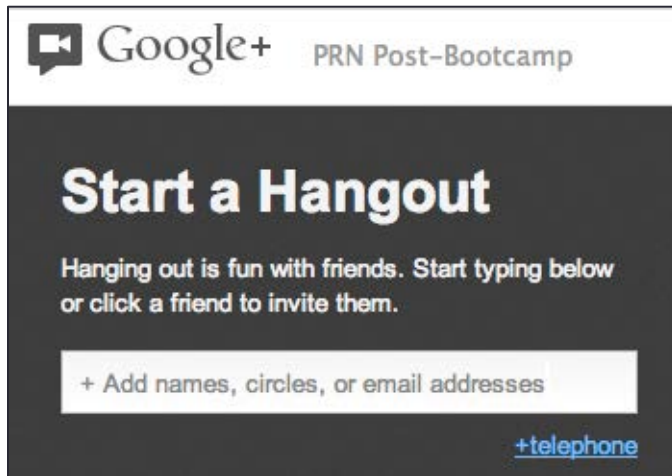 Google+ PRN Post-Bootcamp
Start a Hangout
Hanging out is fun with friends. Start typing below
or click a friend to invite them.
+ Add names, circles, or email addresses
+telephone